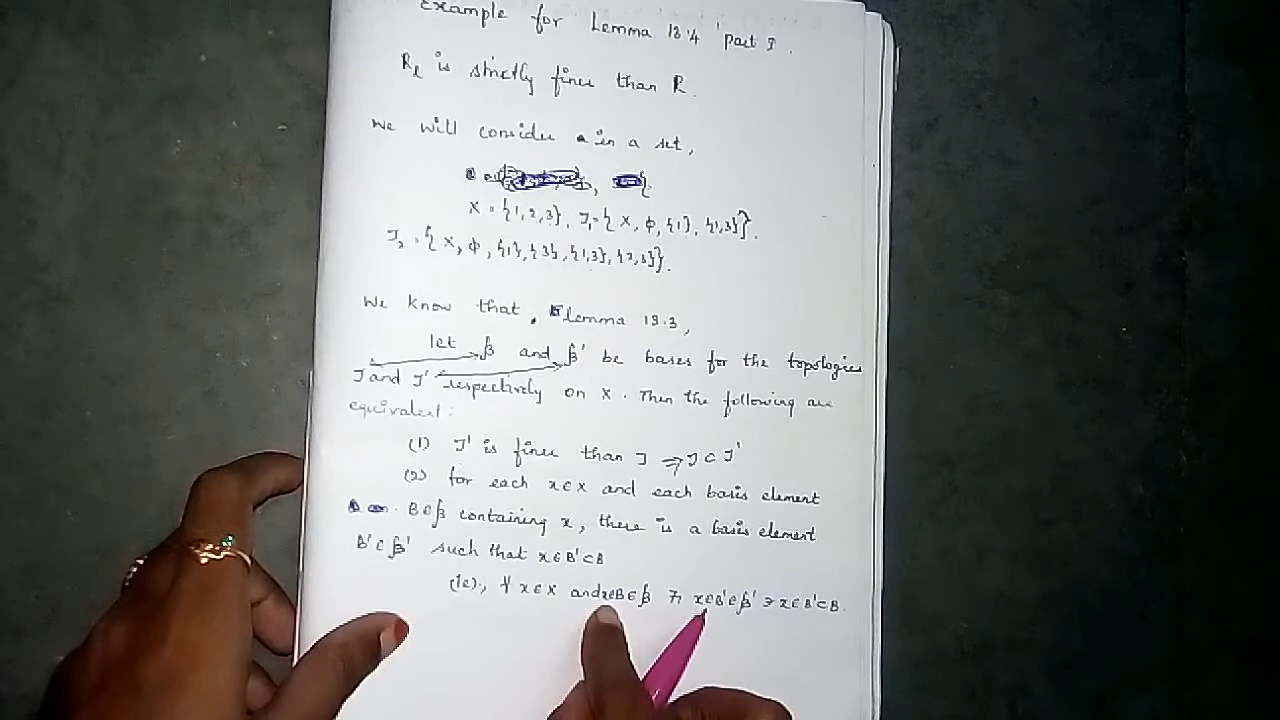 Example for Lemma 13.4 part I.
Rℓ is strictly finer than R.
We will consider in a set,
X = {1,2,3}, J₁ = { X, φ, {1}, {1,3}}.
J₂ = { X, φ, {1}, {3}, {1,3}, {2,3}}.
We know that, lemma 13.3,
let β and β' be bases for the topologies
J and J' respectively on X. Then the following are
equivalent:
(1) J' is finer than J ⇒ J ⊂ J'
(2) for each x∈X and each basis element
B∈β containing x, there is a basis element
B'∈β' such that x∈B'⊂B
(ie)., ∀ x∈X and x∈B∈β ∃ x∈B'∈β' ∋ x∈B'⊂B.